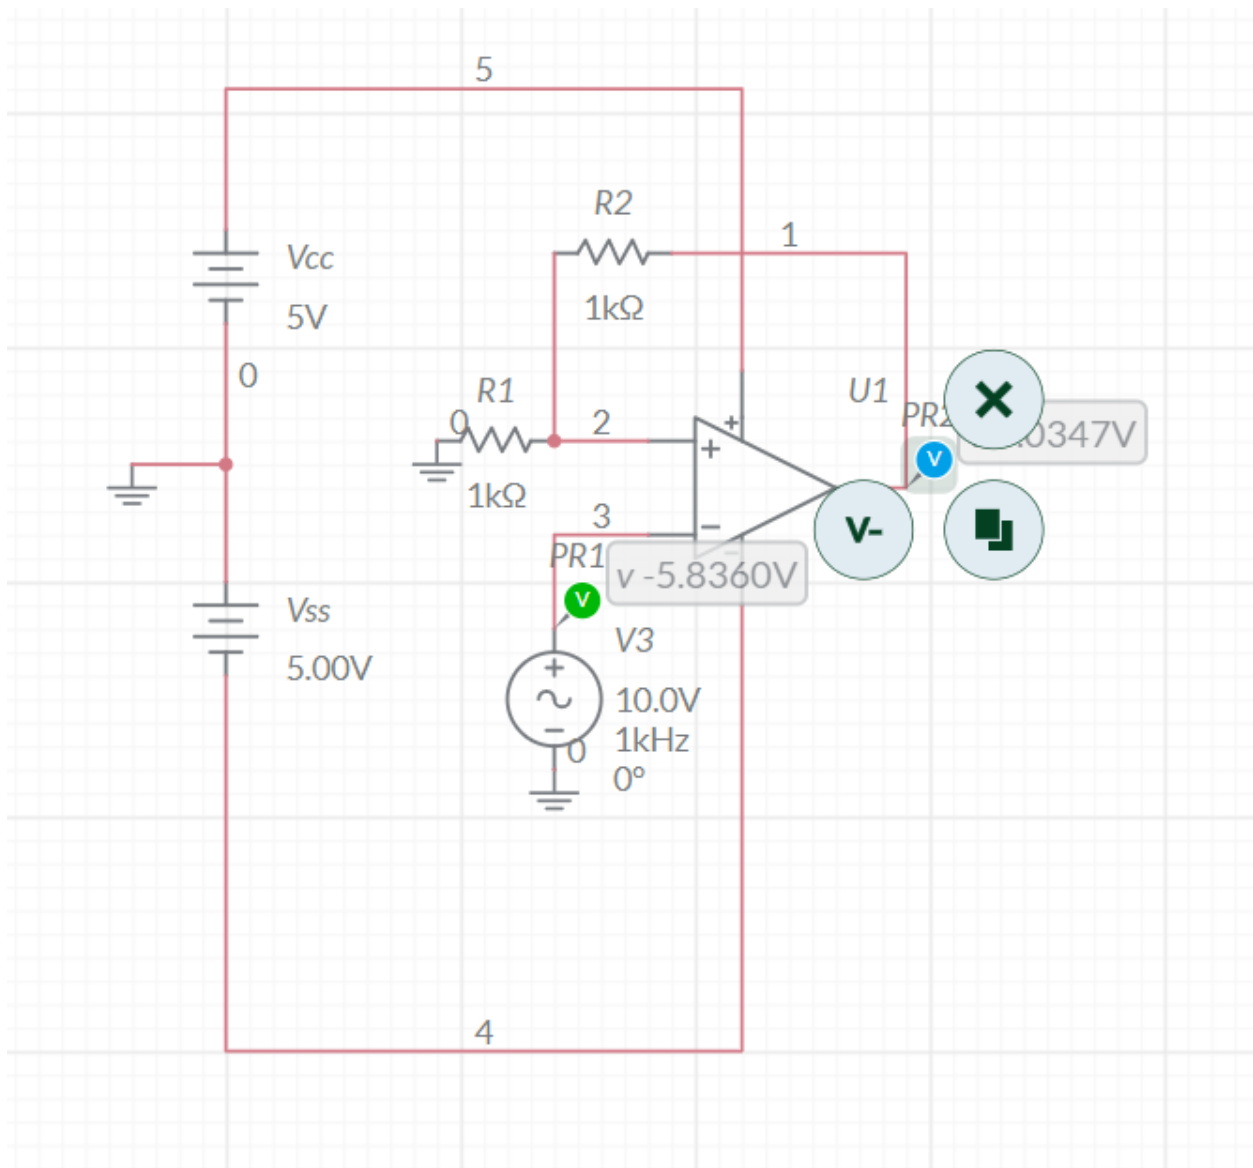 5
R2
1
1kΩ
Vcc
5V
0
R1
0
2
1kΩ
U1
PR2
.0347V
V
+
+
3
−
V-
PR1
v -5.8360V
V
Vss
5.00V
V3
+
10.0V
−
1kHz
0
0°
4